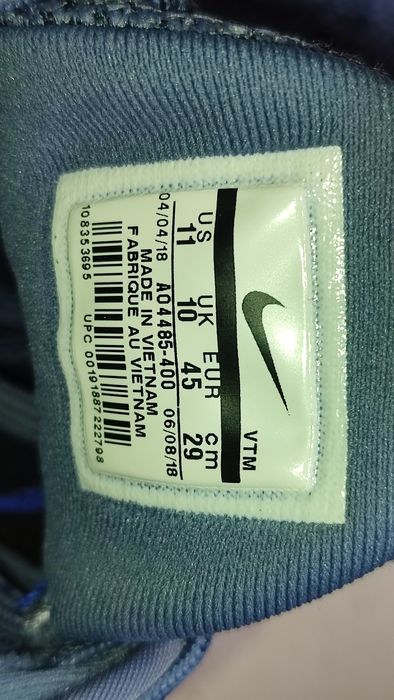 VTM
US UK EUR cm
11 10 45 29
04/04/18 AO4485-400 06/08/18
MADE IN VIETNAM
FABRIQUE AU VIETNAM
108353695 UPC 00191887222798